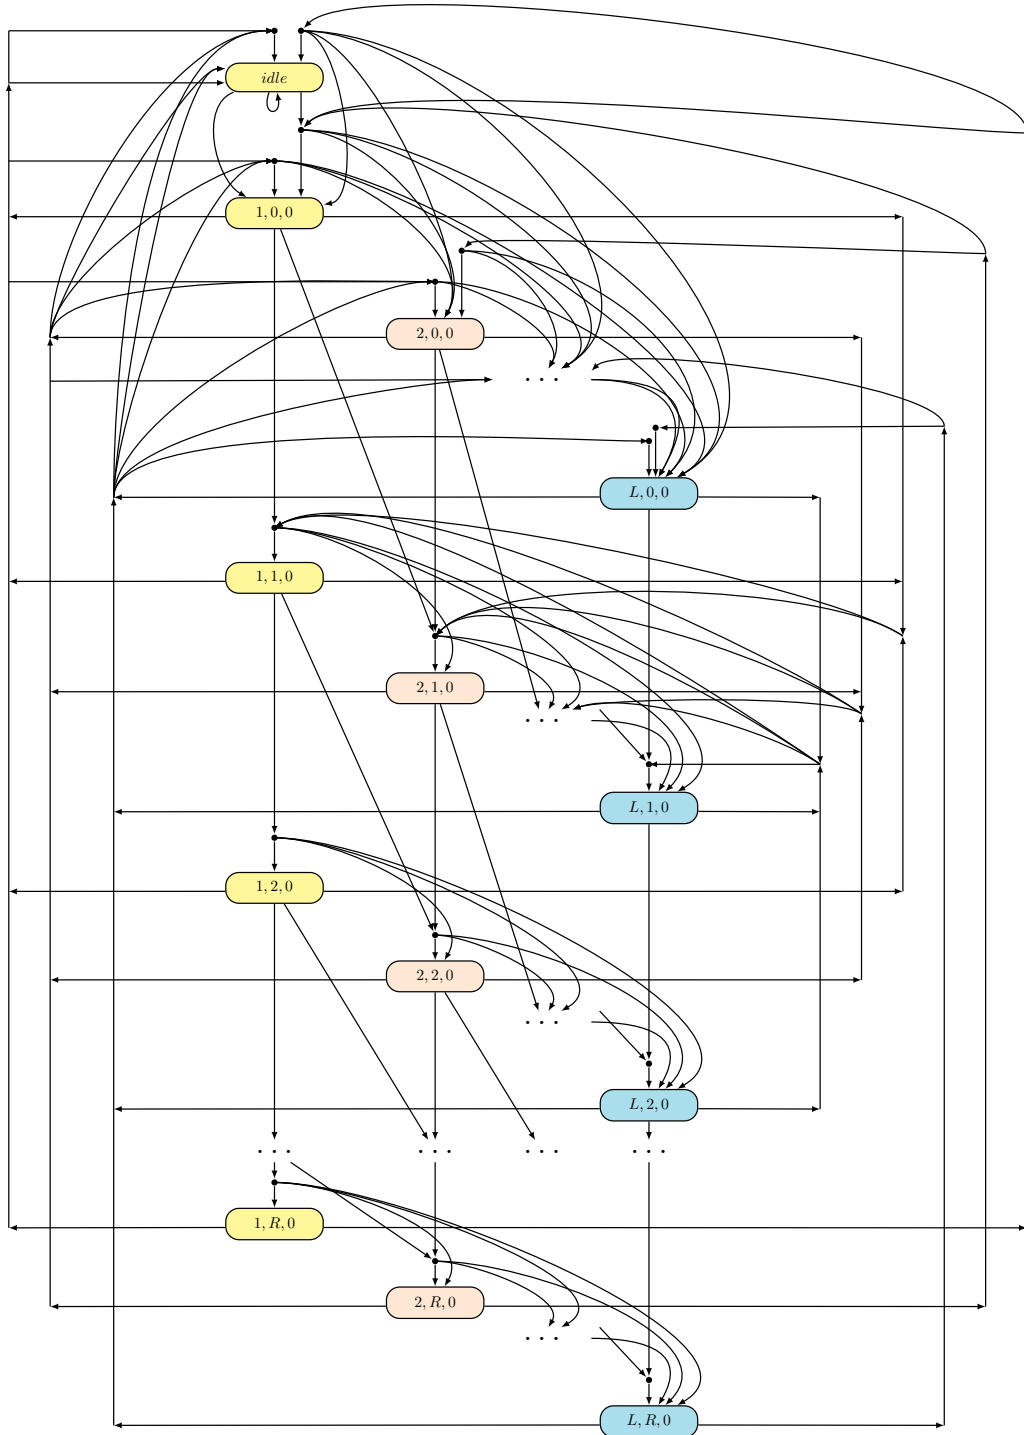 idle
1, 0, 0
2, 0, 0
. . .
L, 0, 0
1, 1, 0
2, 1, 0
. . .
L, 1, 0
1, 2, 0
2, 2, 0
. . .
L, 2, 0
. . . . . . . . . . . .
1, R, 0
2, R, 0
. . .
L, R, 0